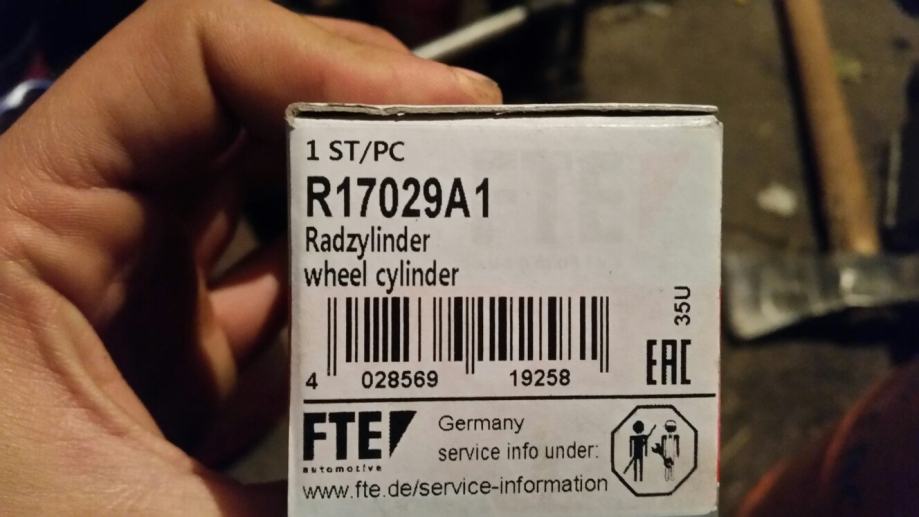 1 ST/PC
R17029A1
Radzylinder
wheel cylinder
35U
4 028569 19258
EAC
FTE
automotive
Germany
service info under:
www.fte.de/service-information